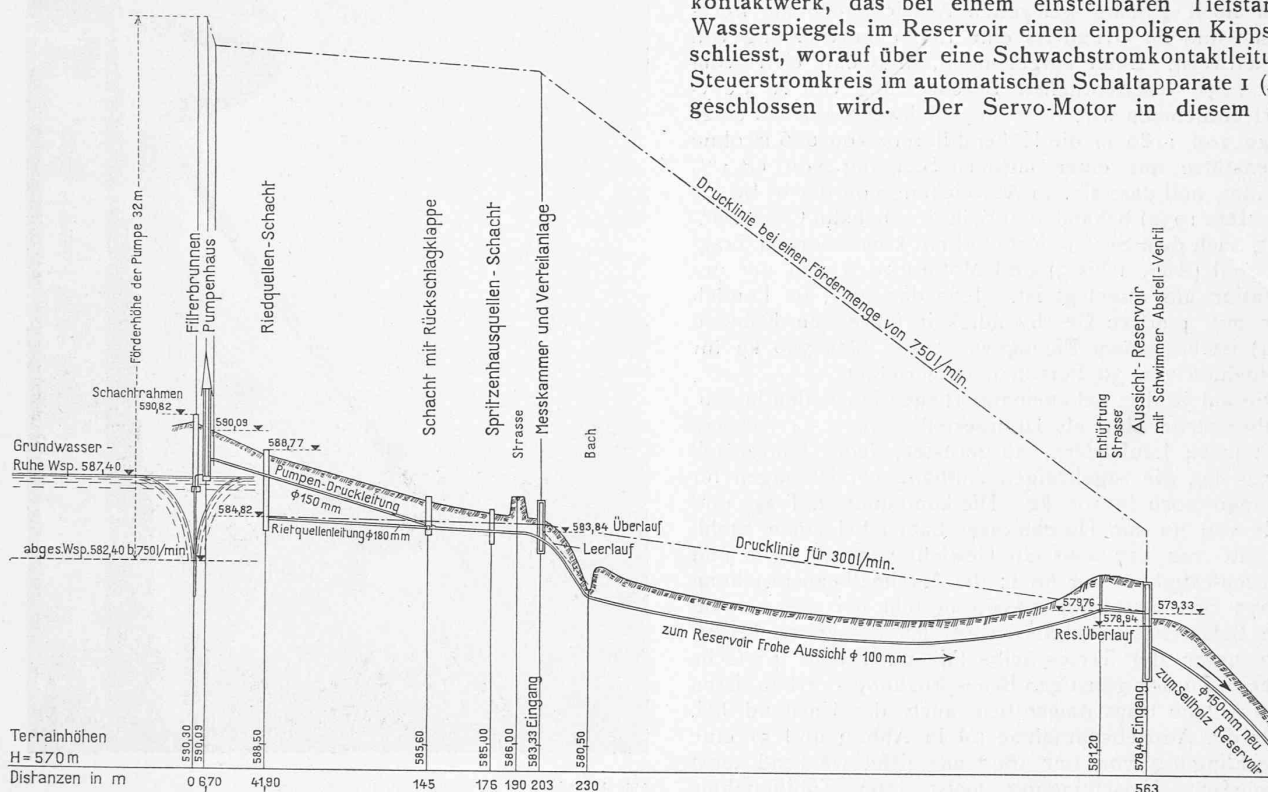 kontaktwerk, das bei einem einstellbaren Tiefstan
Wasserspiegels im Reservoir einen einpoligen Kipps
schliesst, worauf über eine Schwachstromkontaktleitu
Steuerstromkreis im automatischen Schaltapparate 1 (
geschlossen wird. Der Servo-Motor in diesem
Förderhöhe der Pumpe 32m
Filterbrunnen
Pumpenhaus
Riedquellen-Schacht
Schacht mit Rückschlagklappe
Spritzenhausquellen-Schacht
Strasse
Messkammer und Verteilanlage
Bach
Drucklinie bei einer Fördermenge von 750 l/min.
Entlüftung
Strasse
Aussicht-Reservoir
mit Schwimmer Abstell-Ventil
Schachtrahmen
590,82
590,09
588,77
Grundwasser-
Ruhe Wsp. 587,40
Pumpen-Druckleitung
φ 150 mm
584,82
Rietquellenleitung φ 180 mm
583,84 Überlauf
Leerlauf
abges. Wsp. 582,40 b. 750 l/min.
Drucklinie für 300 l/min.
579,76
579,33
578,94
Res. Überlauf
zum Reservoir Frohe Aussicht φ 100 mm
φ 150 mm neu
zum Seilholz Reservoir
Terrainhöhen
H = 570 m
590,30
590,09
588,50
585,60
585,00
586,00
583,33 Eingang
580,50
581,20
578,46 Eingang
Distanzen in m
0 6,70 41,90 145 175 190 203 230 563